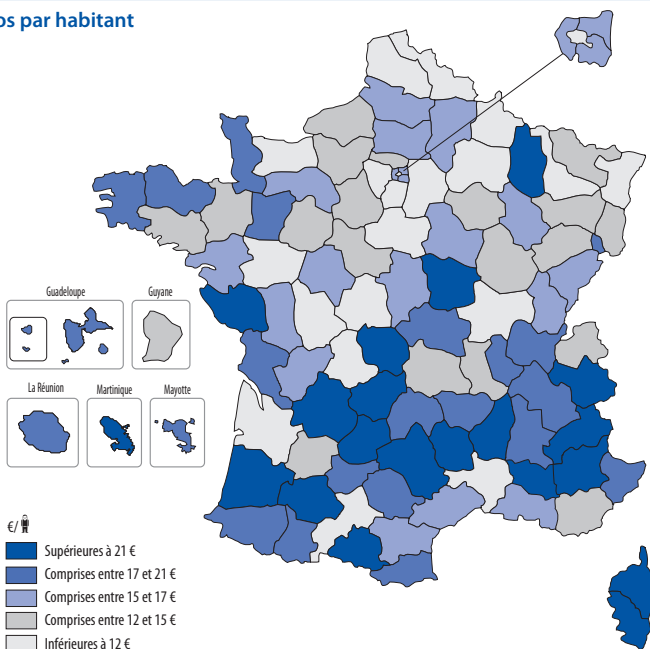 os par habitant
Guadeloupe
Guyane
La Réunion
Martinique
Mayotte
€/
Supérieures à 21 €
Comprises entre 17 et 21 €
Comprises entre 15 et 17 €
Comprises entre 12 et 15 €
Inférieures à 12 €